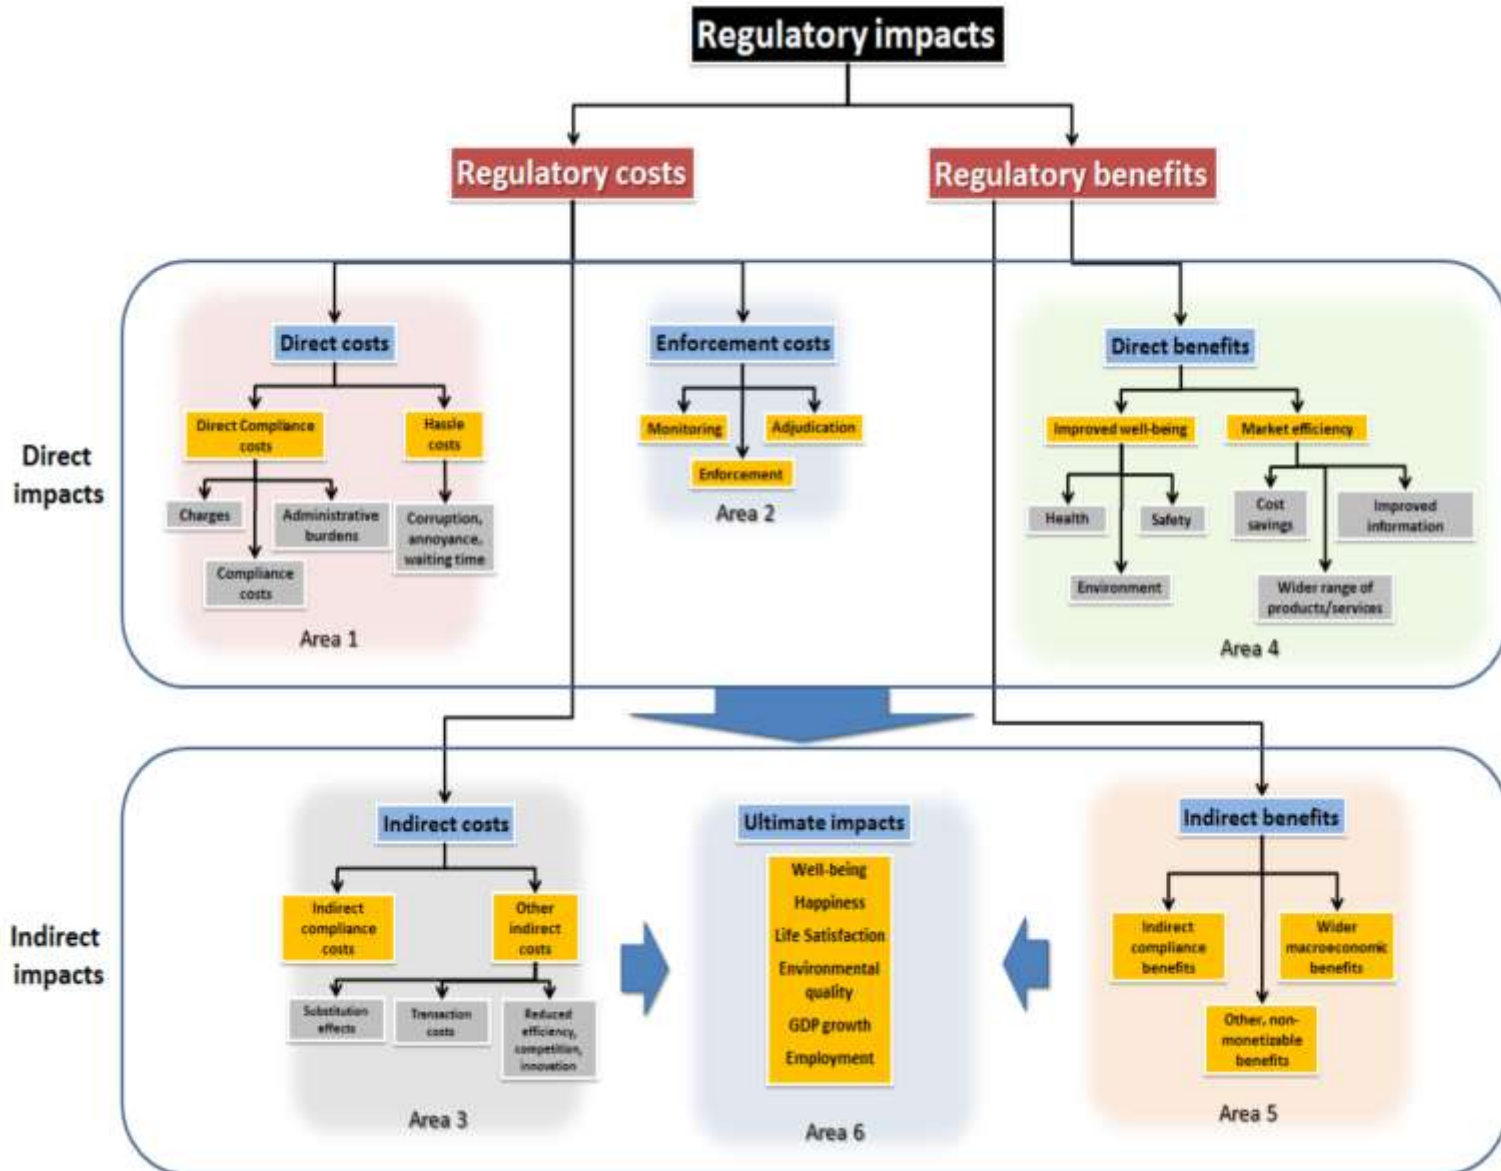 Regulatory impacts
Regulatory costs
Regulatory benefits
Direct
impacts
Direct costs
Direct Compliance
costs
Hassle
costs
Charges
Administrative
burdens
Corruption,
annoyance,
waiting time
Compliance
costs
Area 1
Enforcement costs
Monitoring
Adjudication
Enforcement
Area 2
Direct benefits
Improved well-being
Market efficiency
Health
Safety
Environment
Cost
savings
Improved
information
Wider range of
products/services
Area 4
Indirect
impacts
Indirect costs
Indirect
compliance
costs
Other
indirect
costs
Substitution
effects
Transaction
costs
Reduced
efficiency,
competition,
innovation
Area 3
Ultimate impacts
Well-being
Happiness
Life Satisfaction
Environmental
quality
GDP growth
Employment
Area 6
Indirect benefits
Indirect
compliance
benefits
Wider
macroeconomic
benefits
Other, non-
monetizable
benefits
Area 5